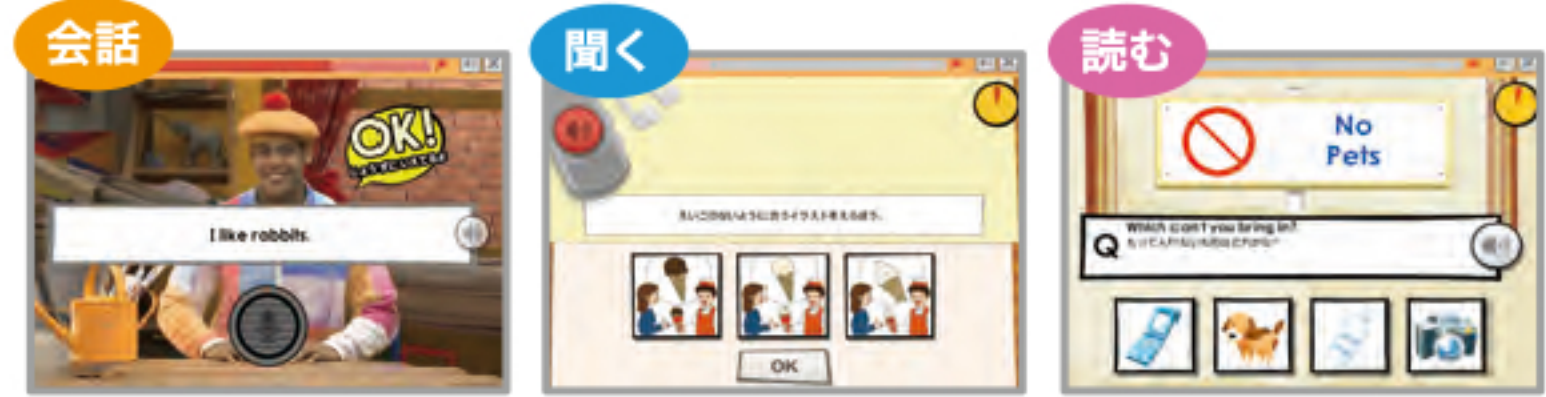 会話
OK!
I like rabbits.
聞く
OK
読む
No
Pets
Q
Which can't you bring in?